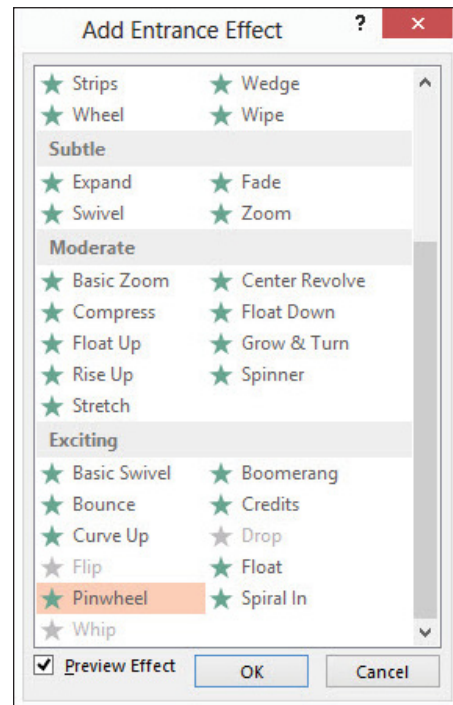 Add Entrance Effect ? ×
Strips Wedge
Wheel Wipe
Subtle
Expand Fade
Swivel Zoom
Moderate
Basic Zoom Center Revolve
Compress Float Down
Float Up Grow & Turn
Rise Up Spinner
Stretch
Exciting
Basic Swivel Boomerang
Bounce Credits
Curve Up Drop
Flip Float
Pinwheel Spiral In
Whip
Preview Effect OK Cancel